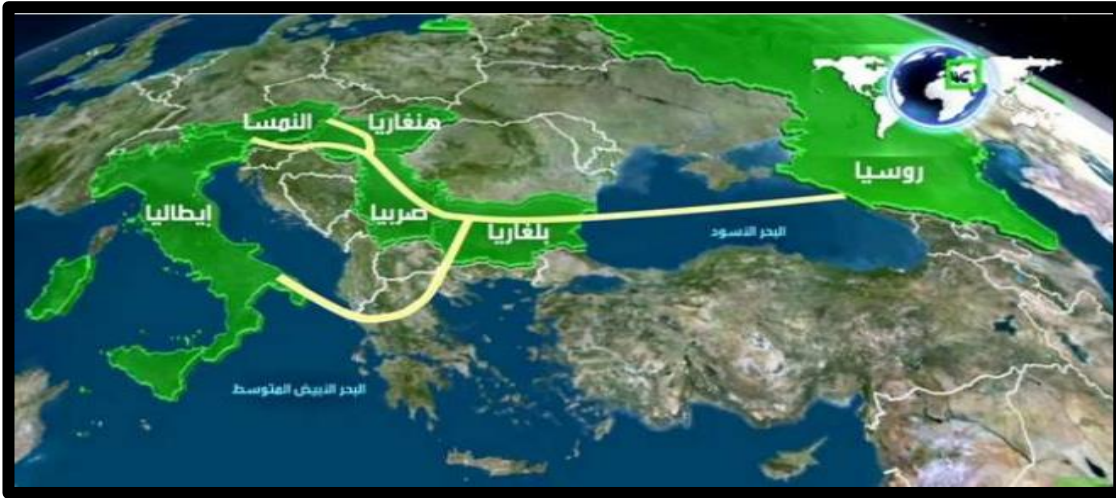 النمسا
هنغاريا
روسيا
إيطاليا
صربيا
بلغاريا
البحر الأسود
البحر الأبيض المتوسط